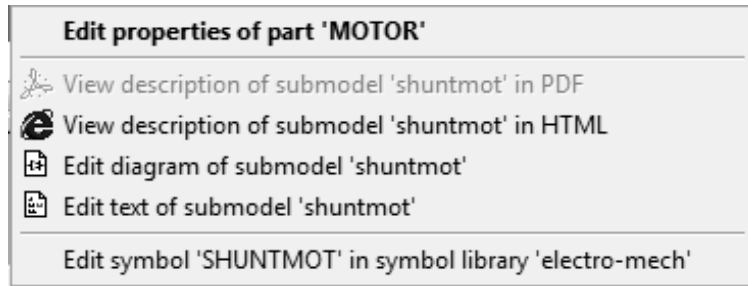 Edit properties of part 'MOTOR'
View description of submodel 'shuntmot' in PDF
View description of submodel 'shuntmot' in HTML
Edit diagram of submodel 'shuntmot'
Edit text of submodel 'shuntmot'
Edit symbol 'SHUNTMOT' in symbol library 'electro-mech'